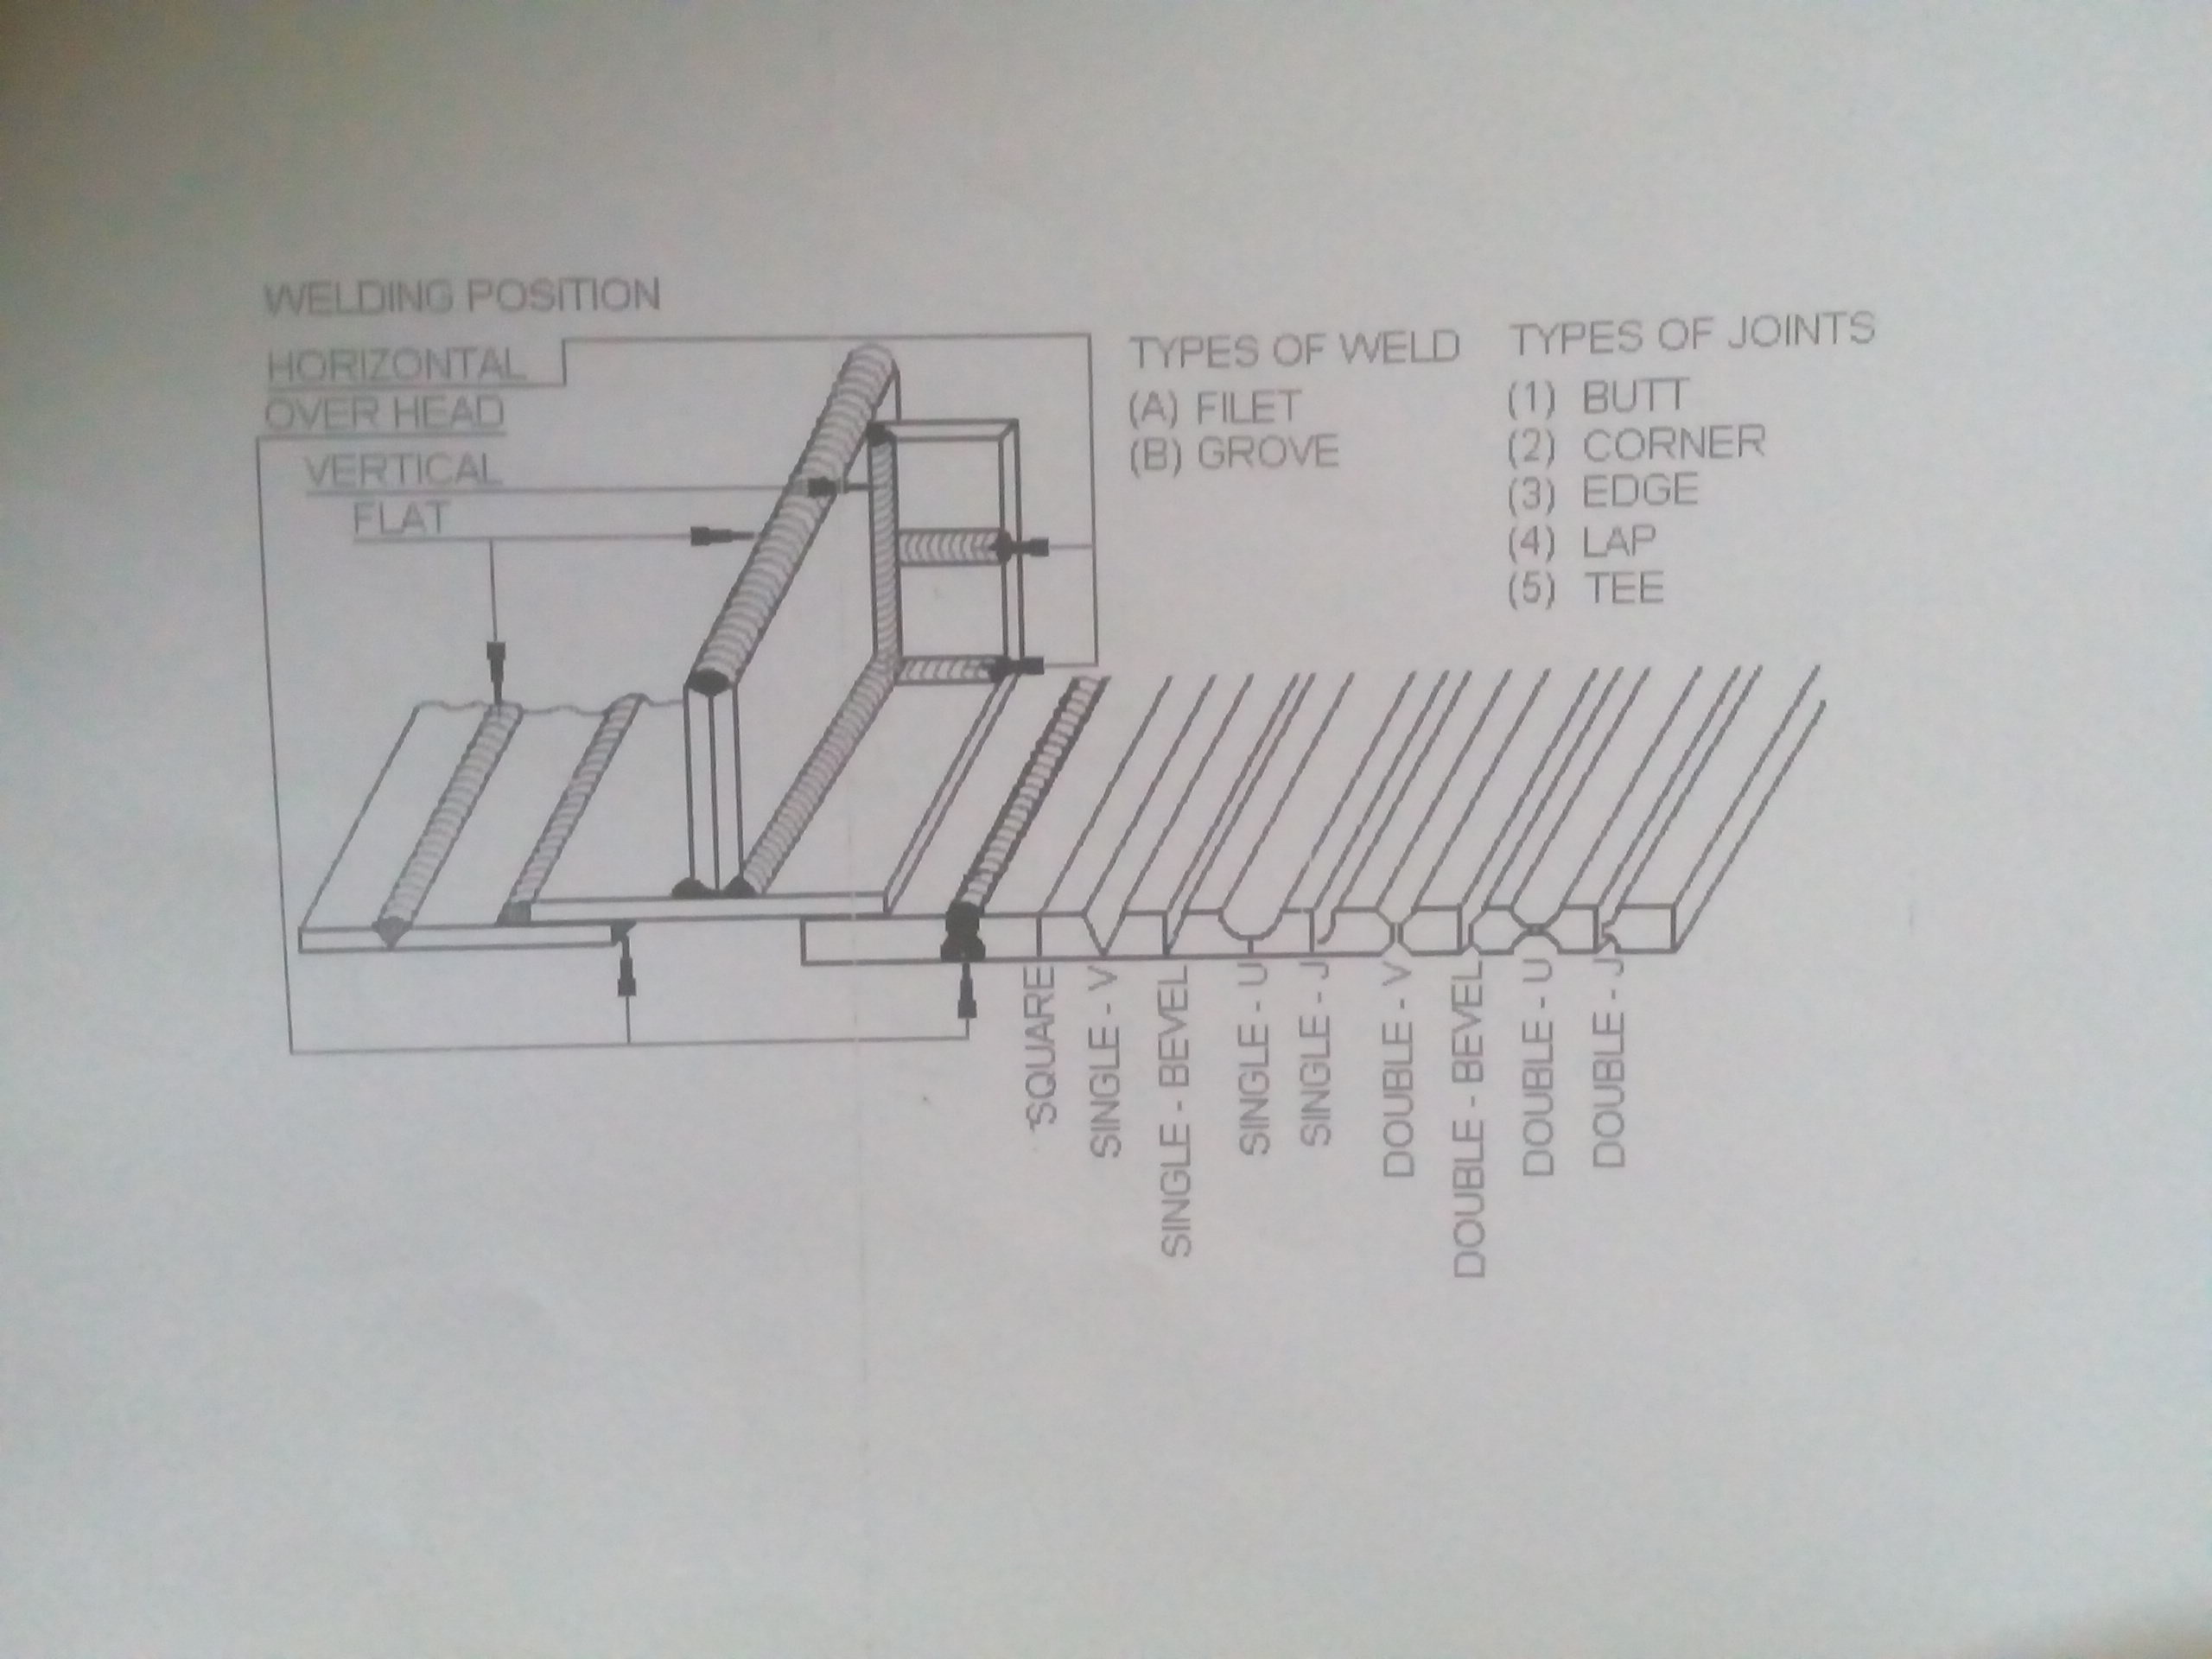 WELDING POSITION
HORIZONTAL
OVER HEAD
VERTICAL
FLAT
TYPES OF WELD
(A) FILET
(B) GROVE
TYPES OF JOINTS
(1) BUTT
(2) CORNER
(3) EDGE
(4) LAP
(5) TEE
SQUARE
SINGLE - V
SINGLE - BEVEL
SINGLE - U
SINGLE - J
DOUBLE - V
DOUBLE - BEVEL
DOUBLE - U
DOUBLE - J